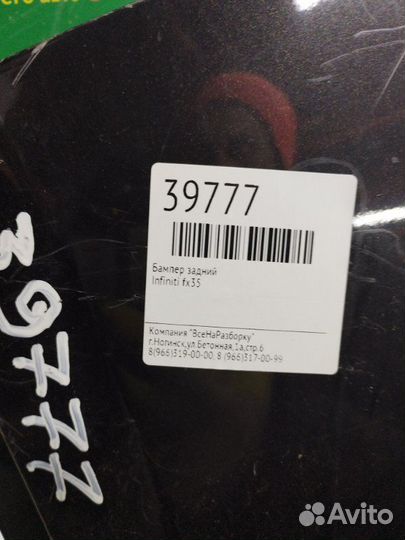 39777
Бампер задний
Infiniti fx35
Компания "ВсеНаРазборку"
г.Ногинск,ул Бетонная,1а,стр.6
8(966)319-00-00, 8 (966)317-00-99
39777
Avito